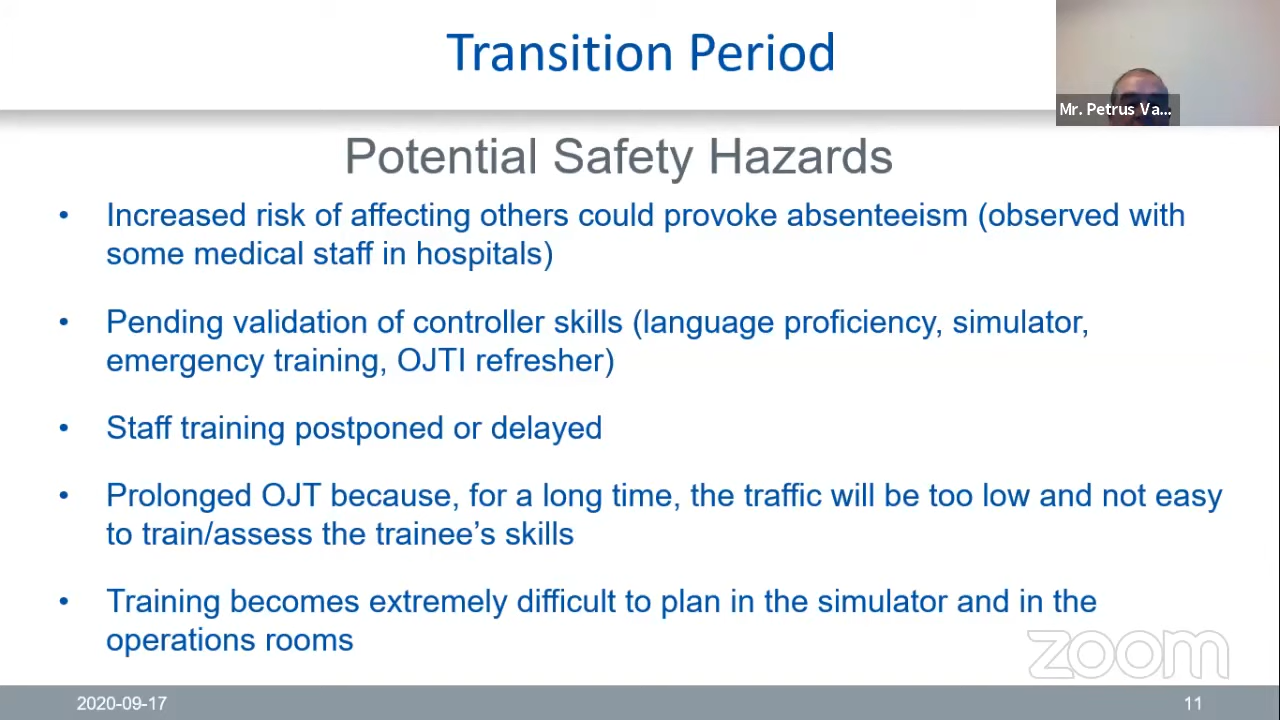 Transition Period
Mr. Petrus Va...
Potential Safety Hazards
• Increased risk of affecting others could provoke absenteeism (observed with
some medical staff in hospitals)
• Pending validation of controller skills (language proficiency, simulator,
emergency training, OJTI refresher)
• Staff training postponed or delayed
• Prolonged OJT because, for a long time, the traffic will be too low and not easy
to train/assess the trainee’s skills
• Training becomes extremely difficult to plan in the simulator and in the
operations rooms
zoom
2020-09-17
11